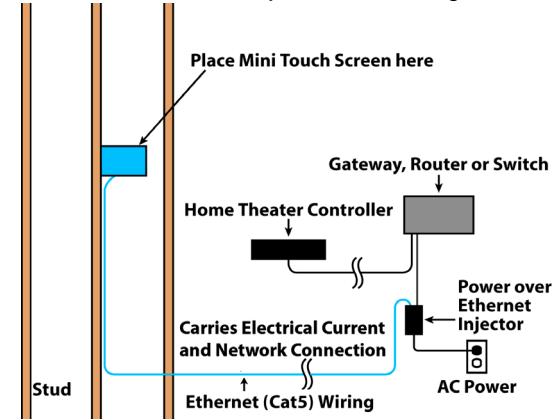 Place Mini Touch Screen here
Gateway, Router or Switch
Home Theater Controller
Power over
Ethernet
Injector
Carries Electrical Current
and Network Connection
AC Power
Stud
Ethernet (Cat5) Wiring